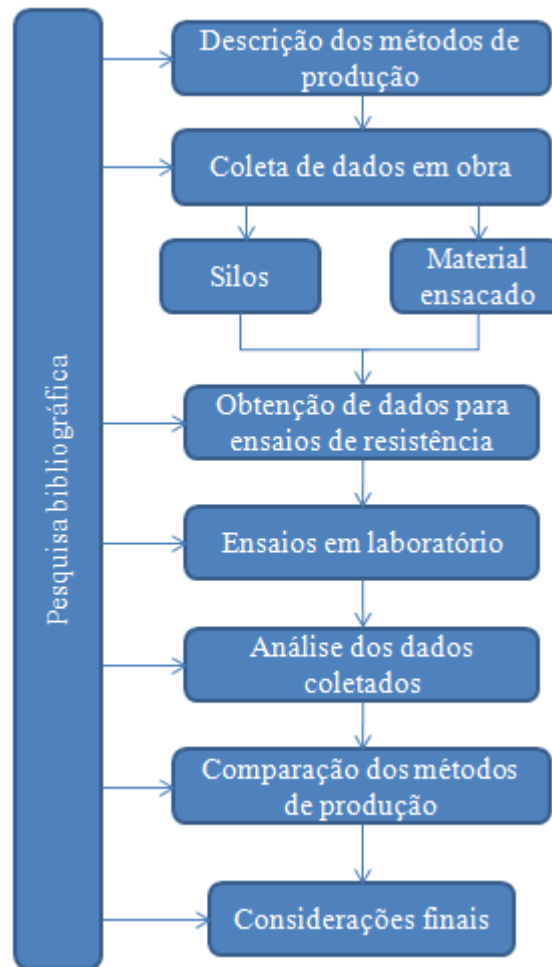 Pesquisa bibliográfica
Descrição dos métodos de
produção
Coleta de dados em obra
Silos
Material
ensacado
Obtenção de dados para
ensaios de resistência
Ensaios em laboratório
Análise dos dados
coletados
Comparação dos métodos
de produção
Considerações finais